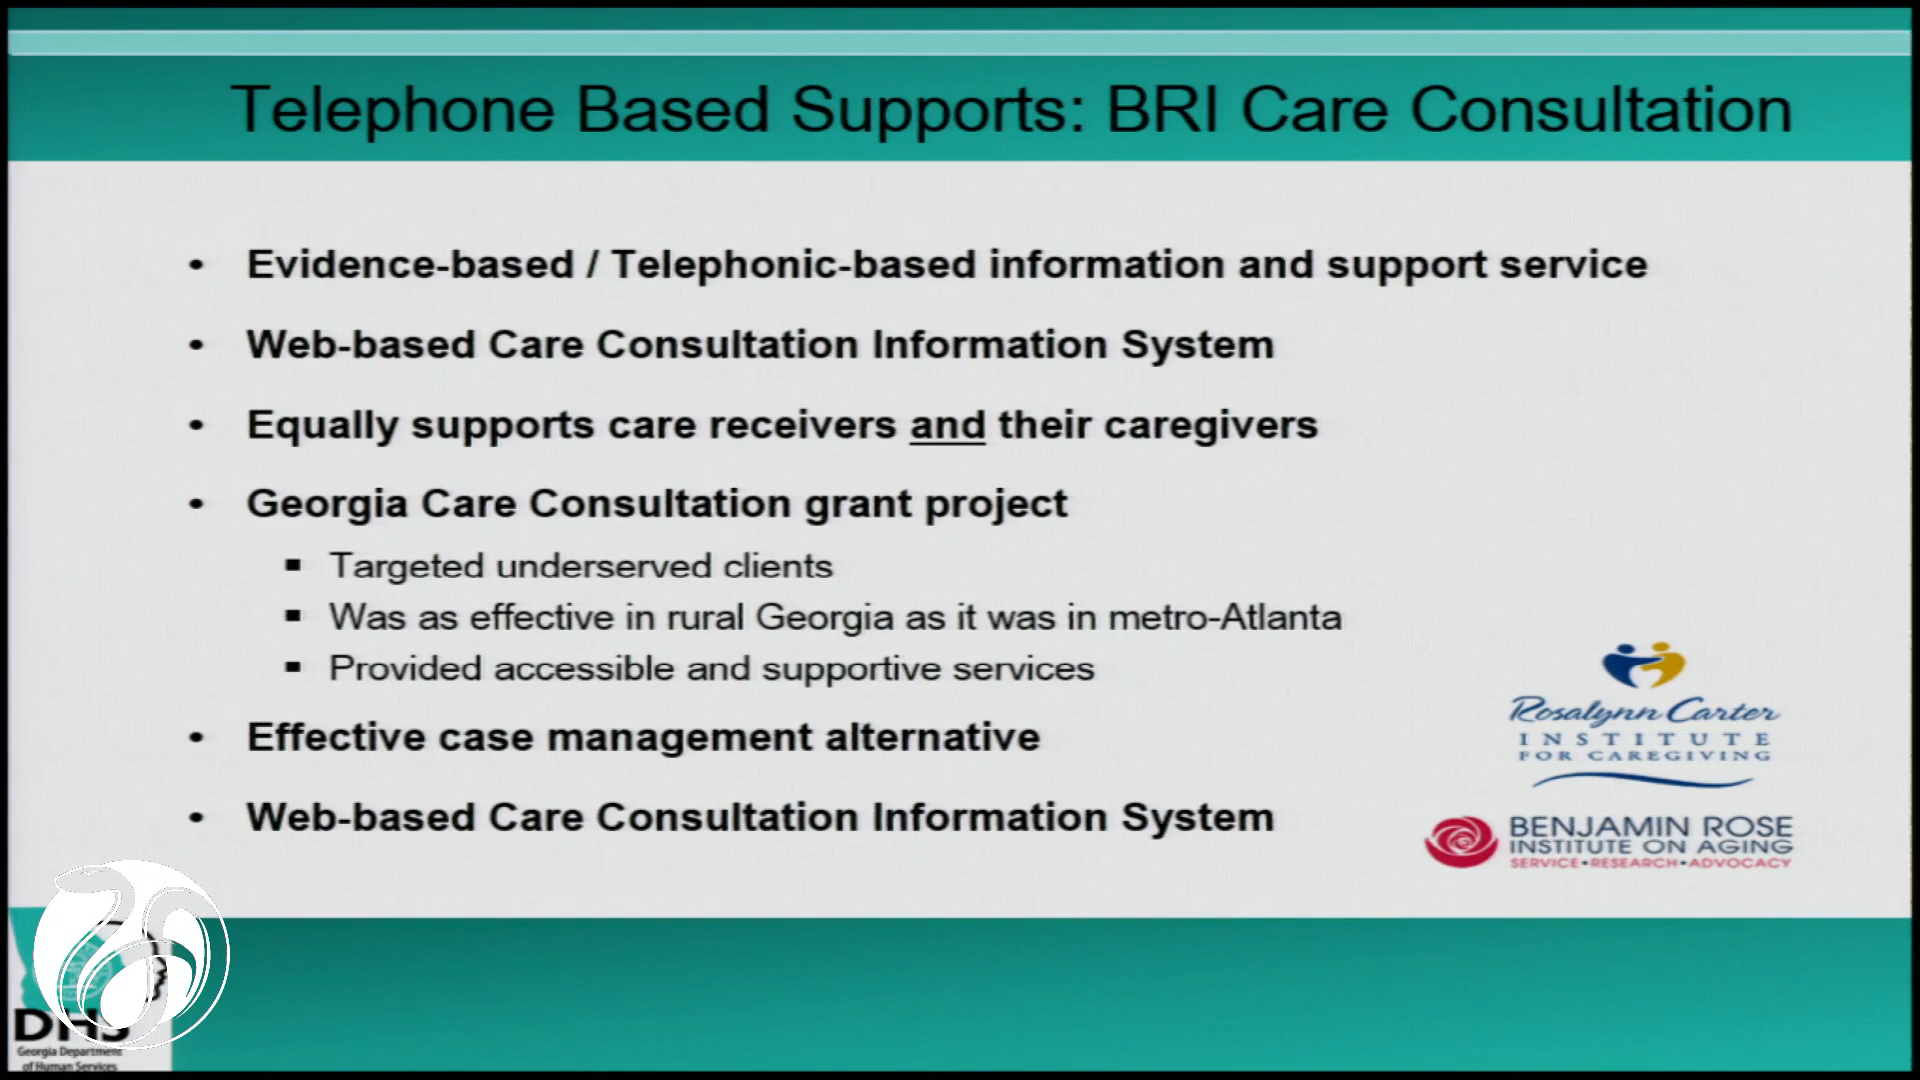 Telephone Based Supports: BRI Care Consultation
• Evidence-based / Telephonic-based information and support service
• Web-based Care Consultation Information System
• Equally supports care receivers and their caregivers
• Georgia Care Consultation grant project
▪ Targeted underserved clients
▪ Was as effective in rural Georgia as it was in metro-Atlanta
▪ Provided accessible and supportive services
• Effective case management alternative
• Web-based Care Consultation Information System
Rosalynn Carter
INSTITUTE
FOR CAREGIVING
BENJAMIN ROSE
INSTITUTE ON AGING
SERVICE•RESEARCH•ADVOCACY
DHS
Georgia Department
of Human Services